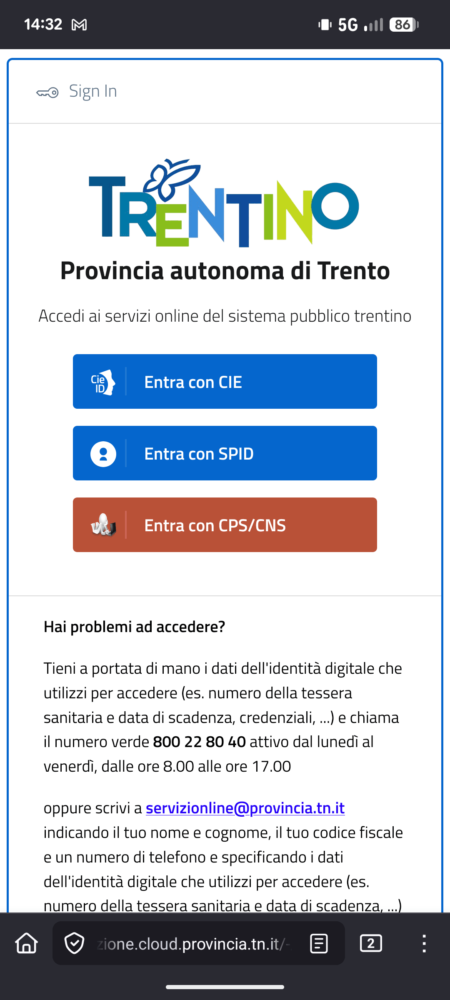 14:32
5G
86
Sign In
TRENTINO
Provincia autonoma di Trento
Accedi ai servizi online del sistema pubblico trentino
Cie
ID
Entra con CIE
Entra con SPID
Entra con CPS/CNS
Hai problemi ad accedere?
Tieni a portata di mano i dati dell'identità digitale che
utilizzi per accedere (es. numero della tessera
sanitaria e data di scadenza, credenziali, ...) e chiama
il numero verde 800 22 80 40 attivo dal lunedì al
venerdì, dalle ore 8.00 alle ore 17.00
oppure scrivi a servizionline@provincia.tn.it
indicando il tuo nome e cognome, il tuo codice fiscale
e un numero di telefono e specificando i dati
dell'identità digitale che utilizzi per accedere (es.
numero della tessera sanitaria e data di scadenza, ...)
zione.cloud.provincia.tn.it/-
2